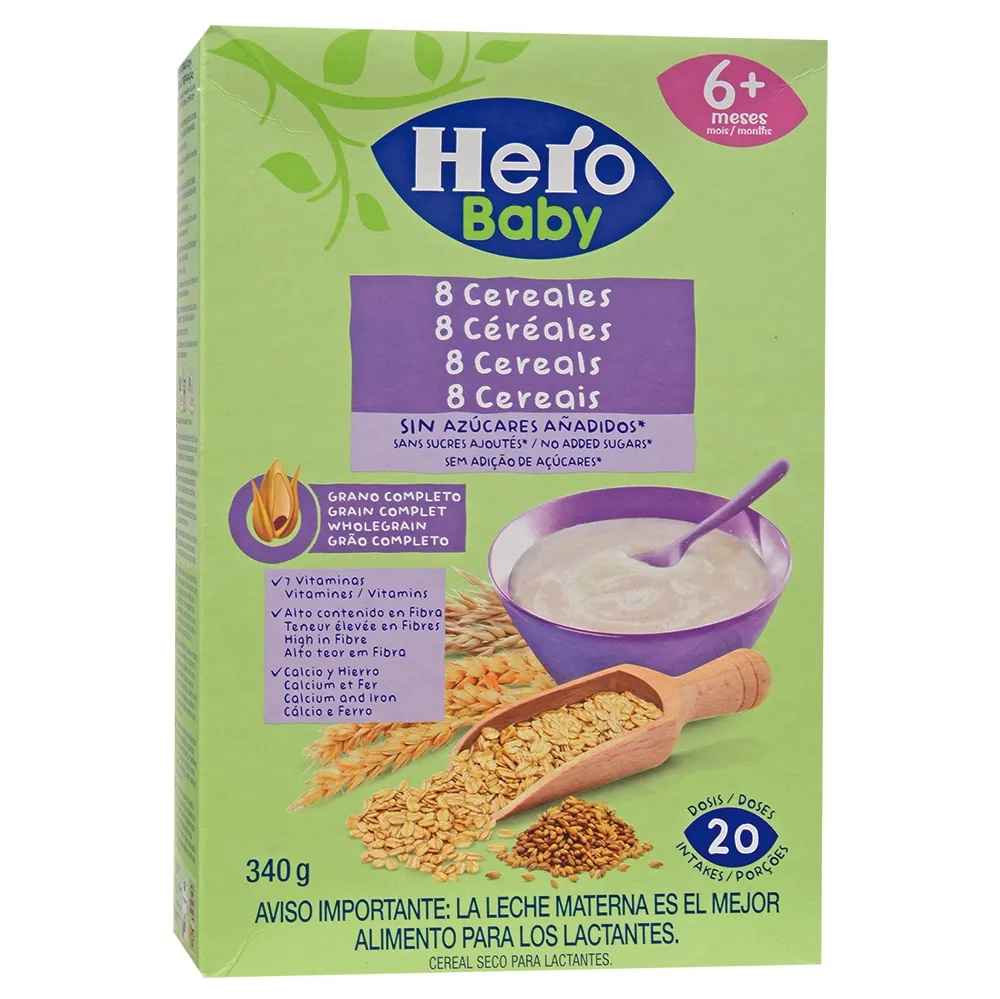 6+
meses
mois / months
Hero
Baby
8 Cereales
8 Céréales
8 Cereals
8 Cereais
SIN AZÚCARES AÑADIDOS*
SANS SUCRES AJOUTÉS* / NO ADDED SUGARS*
SEM ADIÇÃO DE AÇÚCARES*
GRANO COMPLETO
GRAIN COMPLET
WHOLEGRAIN
GRÃO COMPLETO
✓ 7 Vitaminas
Vitamines / Vitamins
✓ Alto contenido en Fibra
Teneur élevée en Fibres
High in Fibre
Alto teor em Fibra
✓ Calcio y Hierro
Calcium et Fer
Calcium and Iron
Cálcio e Ferro
DOSIS / DOSES
20
INTAKES / PORÇÕES
340 g
AVISO IMPORTANTE: LA LECHE MATERNA ES EL MEJOR
ALIMENTO PARA LOS LACTANTES.
CEREAL SECO PARA LACTANTES.